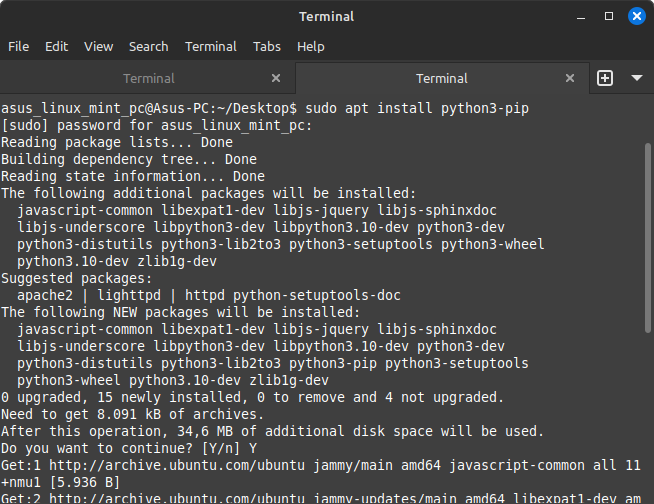 Terminal
File Edit View Search Terminal Tabs Help
Terminal Terminal
asus_linux_mint_pc@Asus-PC:~/Desktop$ sudo apt install python3-pip
[sudo] password for asus_linux_mint_pc:
Reading package lists... Done
Building dependency tree... Done
Reading state information... Done
The following additional packages will be installed:
  javascript-common libexpat1-dev libjs-jquery libjs-sphinxdoc
  libjs-underscore libpython3-dev libpython3.10-dev python3-dev
  python3-distutils python3-lib2to3 python3-setuptools python3-wheel
  python3.10-dev zlib1g-dev
Suggested packages:
  apache2 | lighttpd | httpd python-setuptools-doc
The following NEW packages will be installed:
  javascript-common libexpat1-dev libjs-jquery libjs-sphinxdoc
  libjs-underscore libpython3-dev libpython3.10-dev python3-dev
  python3-distutils python3-lib2to3 python3-pip python3-setuptools
  python3-wheel python3.10-dev zlib1g-dev
0 upgraded, 15 newly installed, 0 to remove and 4 not upgraded.
Need to get 8.091 kB of archives.
After this operation, 34,6 MB of additional disk space will be used.
Do you want to continue? [Y/n] Y
Get:1 http://archive.ubuntu.com/ubuntu jammy/main amd64 javascript-common all 11
+nmu1 [5.936 B]
Get:2 http://archive.ubuntu.com/ubuntu jammy-updates/main amd64 libexpat1-dev am